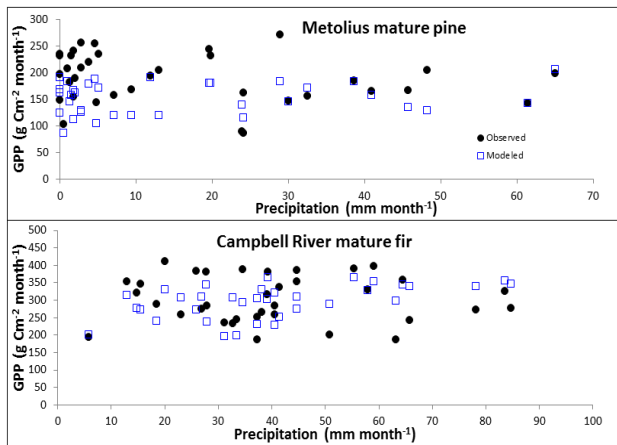 Metolius mature pine
GPP (g Cm⁻² month⁻¹)
300
250
200
150
100
50
0
Observed
Modeled
0 10 20 30 40 50 60 70
Precipitation (mm month⁻¹)
Campbell River mature fir
GPP (g Cm⁻² month⁻¹)
500
450
400
350
300
250
200
150
100
50
0
0 10 20 30 40 50 60 70 80 90 100
Precipitation (mm month⁻¹)